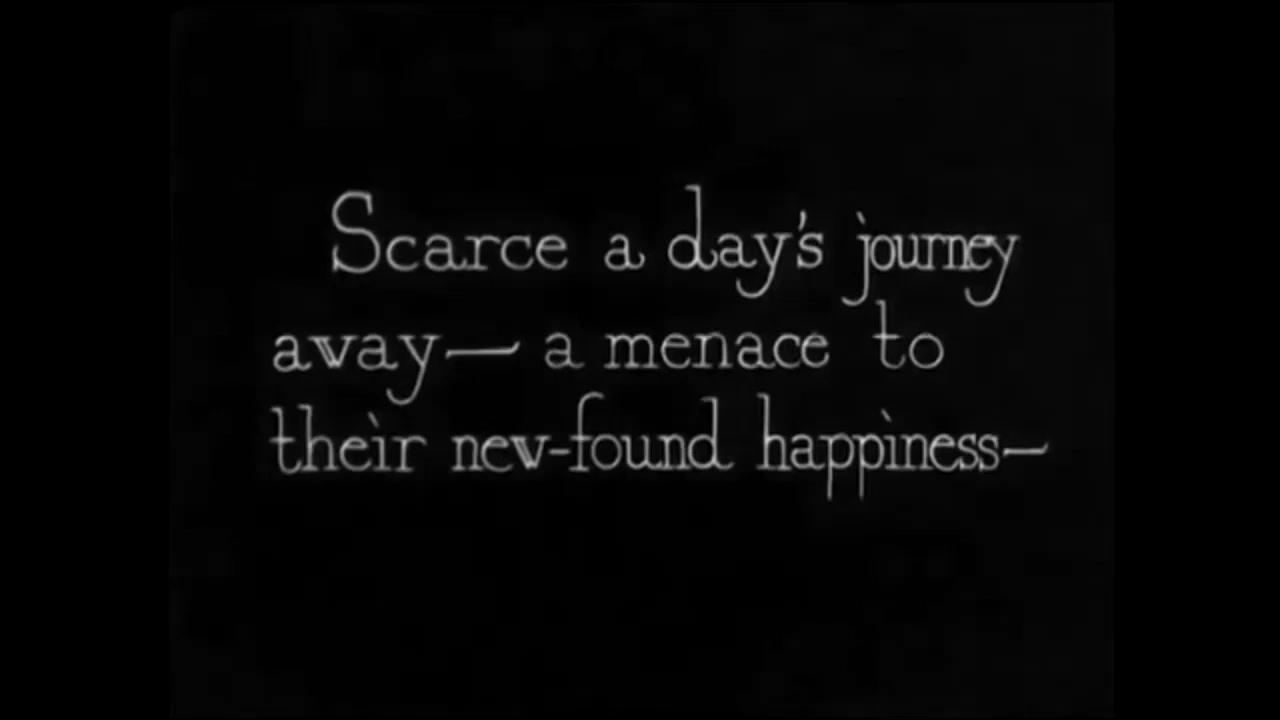 Scarce a day's journey
away— a menace to
their new-found happiness—